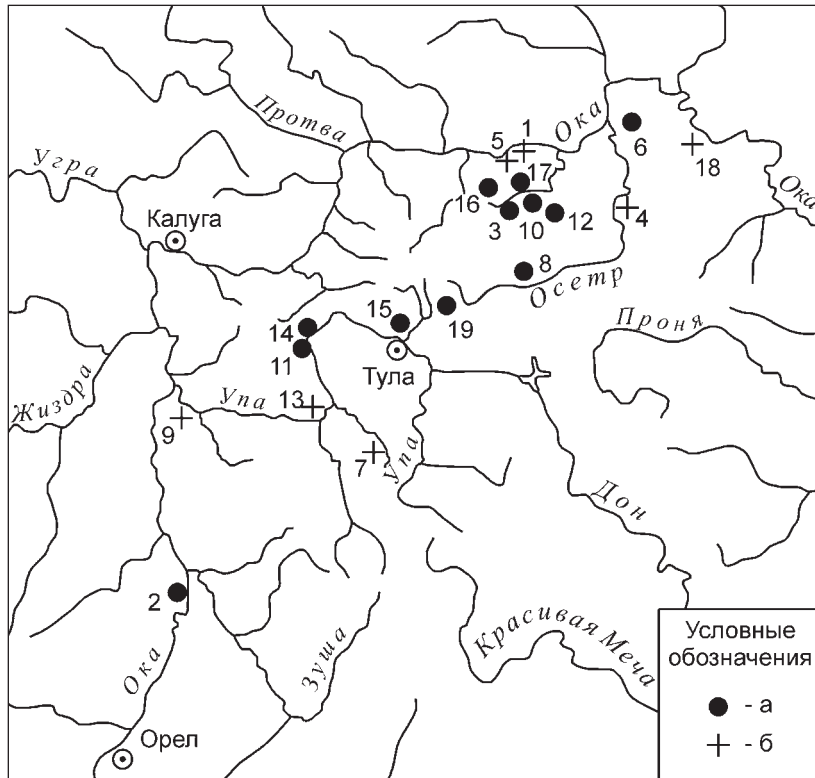 Протва
Ока
1
5
6
18
Угра
17
16
Ока
Калуга
3
10
12
4
8
Осетр
19
15
14
11
Проня
Тула
Жиздра
Упа
13
9
7
Упа
Дон
2
Красивая Меча
Зуша
Ока
Орел
Условные
обозначения
- а
- б